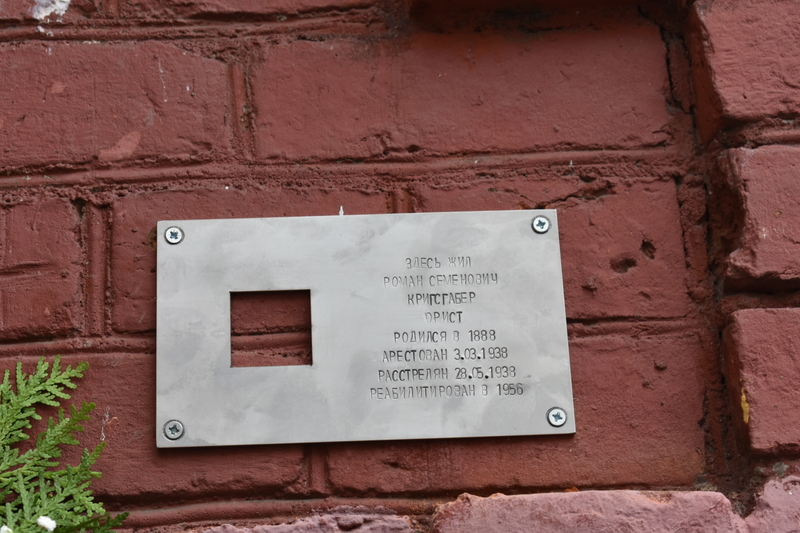 ЗДЕСЬ ЖИЛ
РОМАН СЕМЕНОВИЧ
КРИГСГАБЕР
ЮРИСТ
РОДИЛСЯ В 1888
АРЕСТОВАН 3.03.1938
РАССТРЕЛЯН 28.05.1938
РЕАБИЛИТИРОВАН В 1956